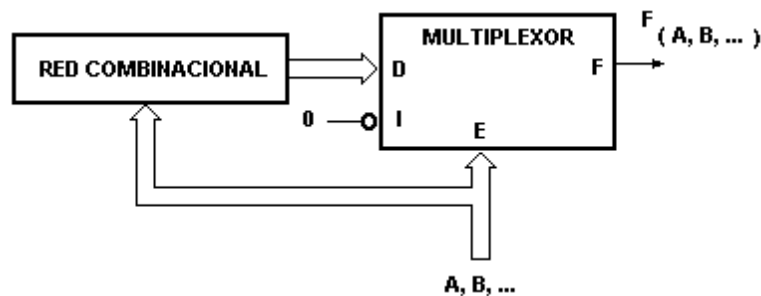 MULTIPLEXOR
F
( A, B, ... )
RED COMBINACIONAL
D
F
0
I
E
A, B, ...